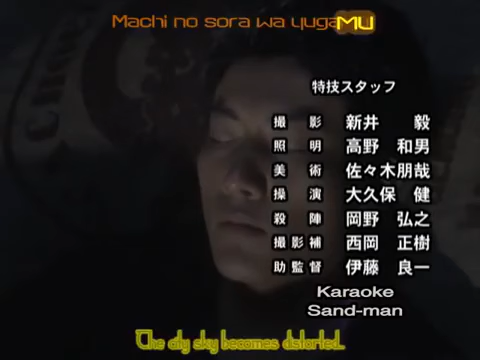 Machi no sora wa yugaMU
特技スタッフ
撮影 新井 毅
照明 高野 和男
美術 佐々木朋哉
操演 大久保 健
殺陣 岡野 弘之
撮影補 西岡 正樹
助監督 伊藤 良一
Karaoke
Sand-man
The city sky becomes distorted.